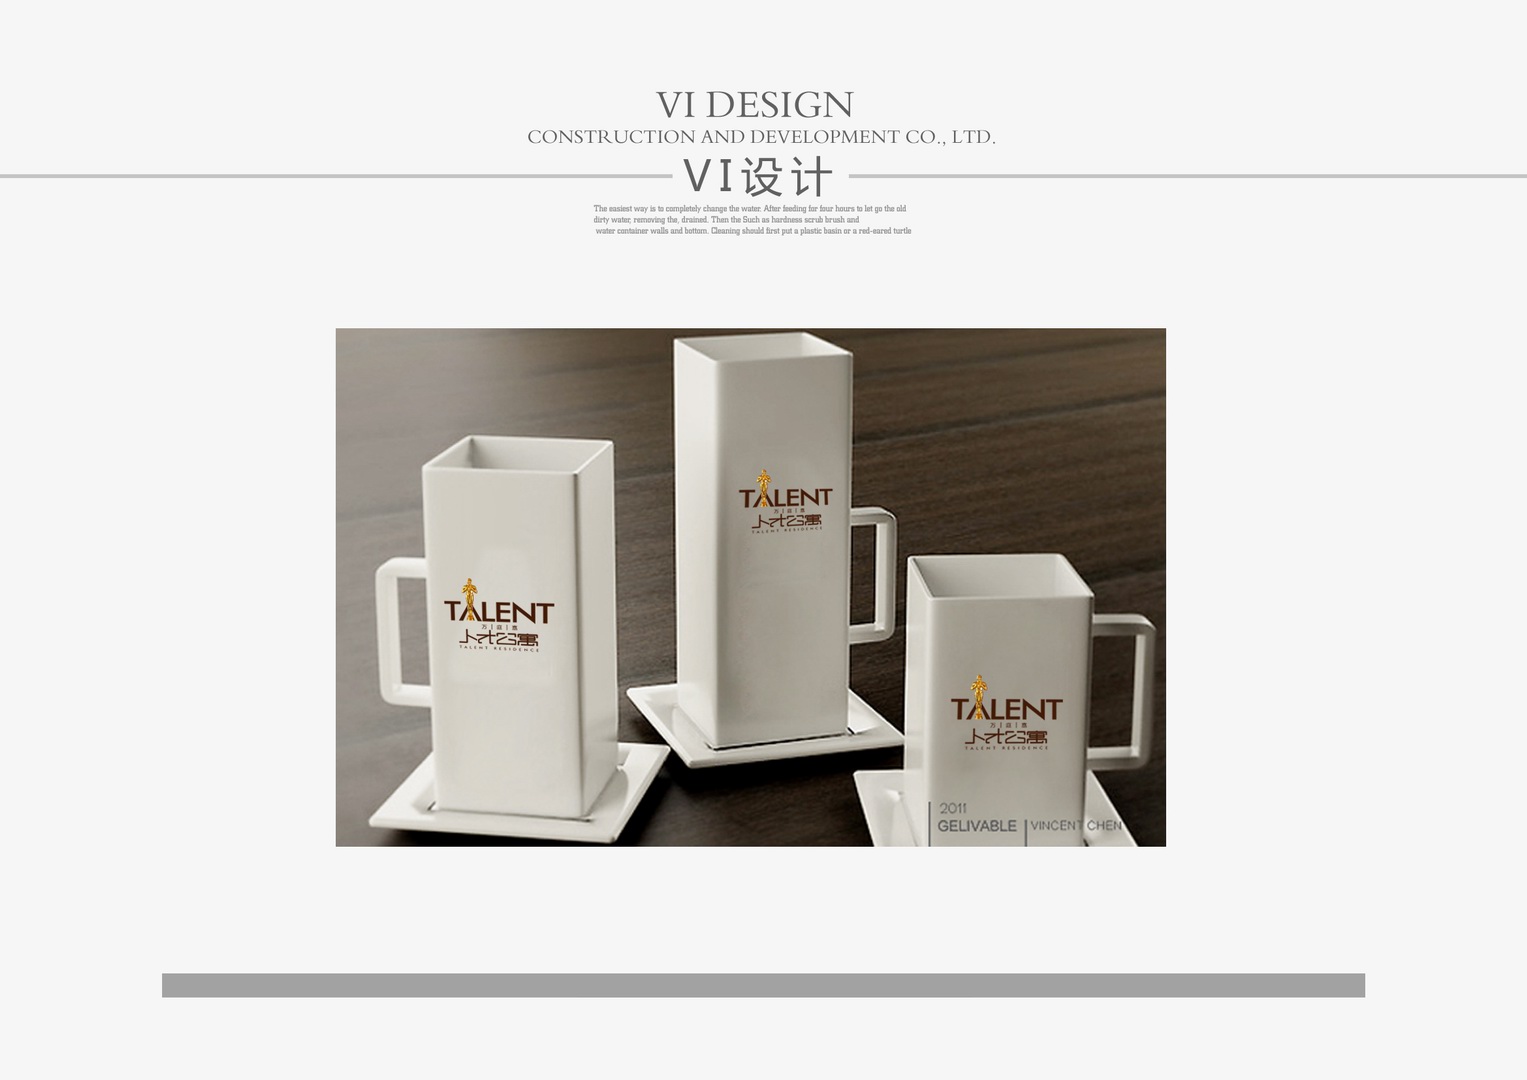 VI DESIGN
CONSTRUCTION AND DEVELOPMENT CO., LTD.
VI设计
The easiest way is to completely change the water. After feeding for four hours to let go the old
dirty water, removing the, drained. Then the Such as hardness scrub brush and
water container walls and bottom. Cleaning should first put a plastic basin or a red-eared turtle
TALENT
人才公寓
TALENT RESIDENCE
TALENT
人才公寓
TALENT RESIDENCE
TALENT
人才公寓
TALENT RESIDENCE
2011
GELIVABLE VINCENT CHEN